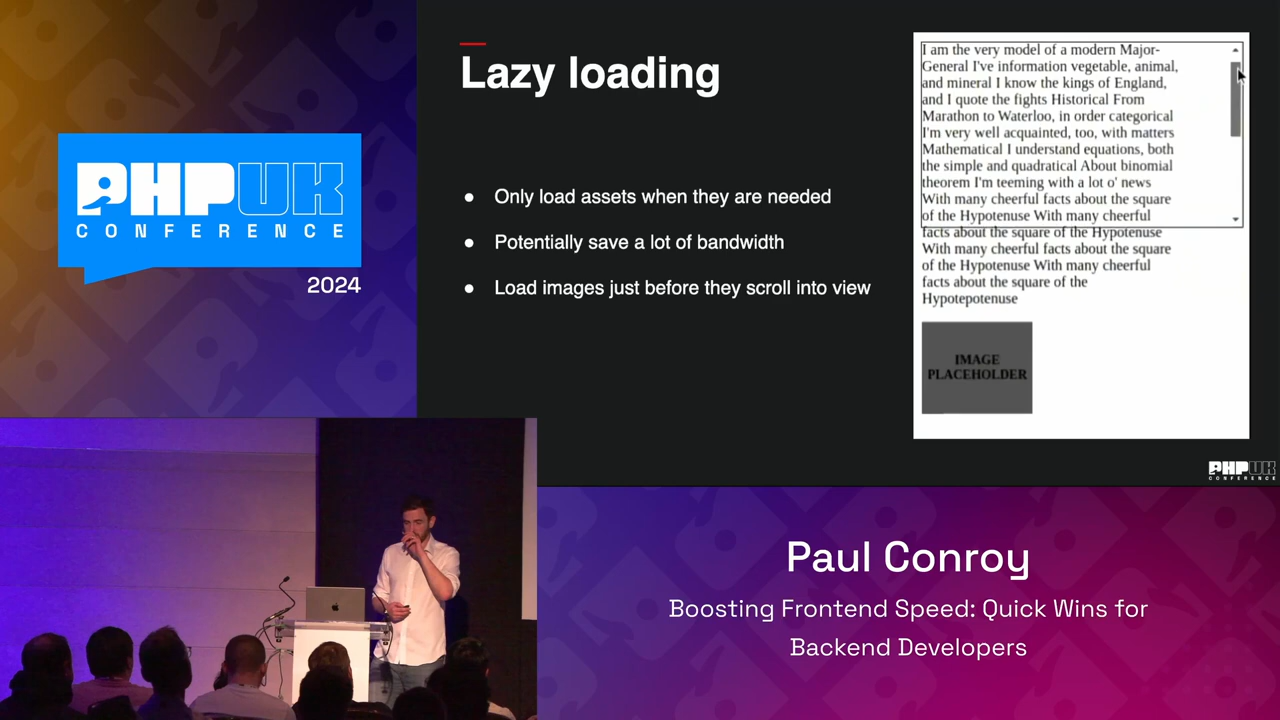 PHPUK
CONFERENCE
2024
Lazy loading
● Only load assets when they are needed
● Potentially save a lot of bandwidth
● Load images just before they scroll into view
I am the very model of a modern Major-
General I've information vegetable, animal,
and mineral I know the kings of England,
and I quote the fights Historical From
Marathon to Waterloo, in order categorical
I'm very well acquainted, too, with matters
Mathematical I understand equations, both
the simple and quadratical About binomial
theorem I'm teeming with a lot o' news
With many cheerful facts about the square
of the Hypotenuse With many cheerful
facts about the square of the Hypotenuse
With many cheerful facts about the square
of the Hypotenuse With many cheerful
facts about the square of the
Hypotepotenuse
IMAGE
PLACEHOLDER
PHPUK
CONFERENCE
Paul Conroy
Boosting Frontend Speed: Quick Wins for
Backend Developers